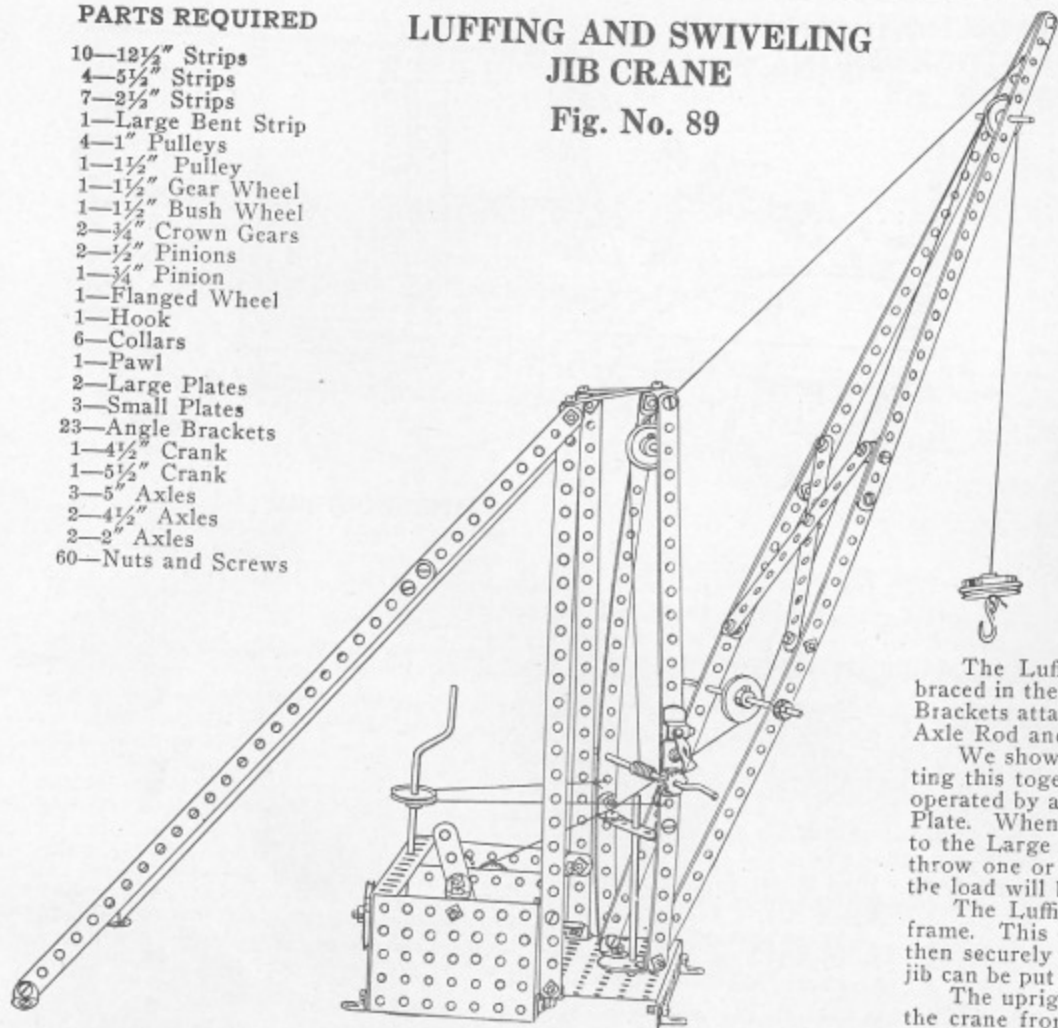 PARTS REQUIRED
10—12½″ Strips
4—5½″ Strips
7—2½″ Strips
1—Large Bent Strip
4—1″ Pulleys
1—1½″ Pulley
1—1½″ Gear Wheel
1—1½″ Bush Wheel
2—¾″ Crown Gears
2—½″ Pinions
1—¾″ Pinion
1—Flanged Wheel
1—Hook
6—Collars
1—Pawl
2—Large Plates
3—Small Plates
23—Angle Brackets
1—4½″ Crank
1—5½″ Crank
3—5″ Axles
2—4½″ Axles
2—2″ Axles
60—Nuts and Screws
LUFFING AND SWIVELING
JIB CRANE
Fig. No. 89
The Luff
braced in the
Brackets atta
Axle Rod and
We show
ting this toge
operated by a
Plate. When
to the Large
throw one or
the load will
The Luffi
frame. This
then securely
jib can be put
The uprig
the crane fron